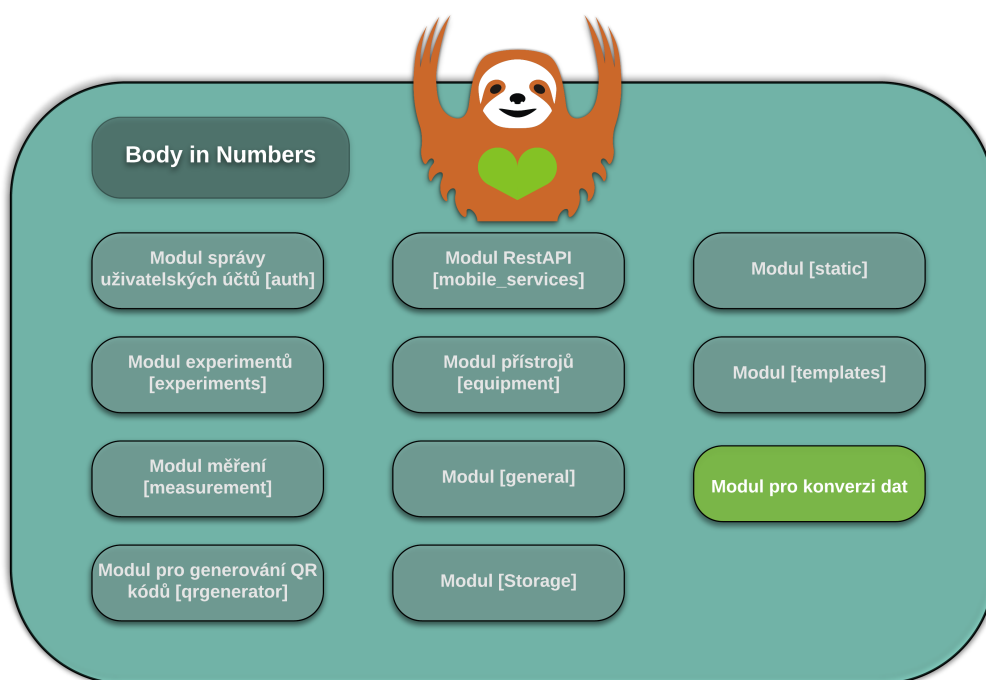 Body in Numbers
Modul správy
uživatelských účtů [auth]
Modul RestAPI
[mobile_services]
Modul [static]
Modul experimentů
[experiments]
Modul přístrojů
[equipment]
Modul [templates]
Modul měření
[measurement]
Modul [general]
Modul pro konverzi dat
Modul pro generování QR
kódů [qrgenerator]
Modul [Storage]